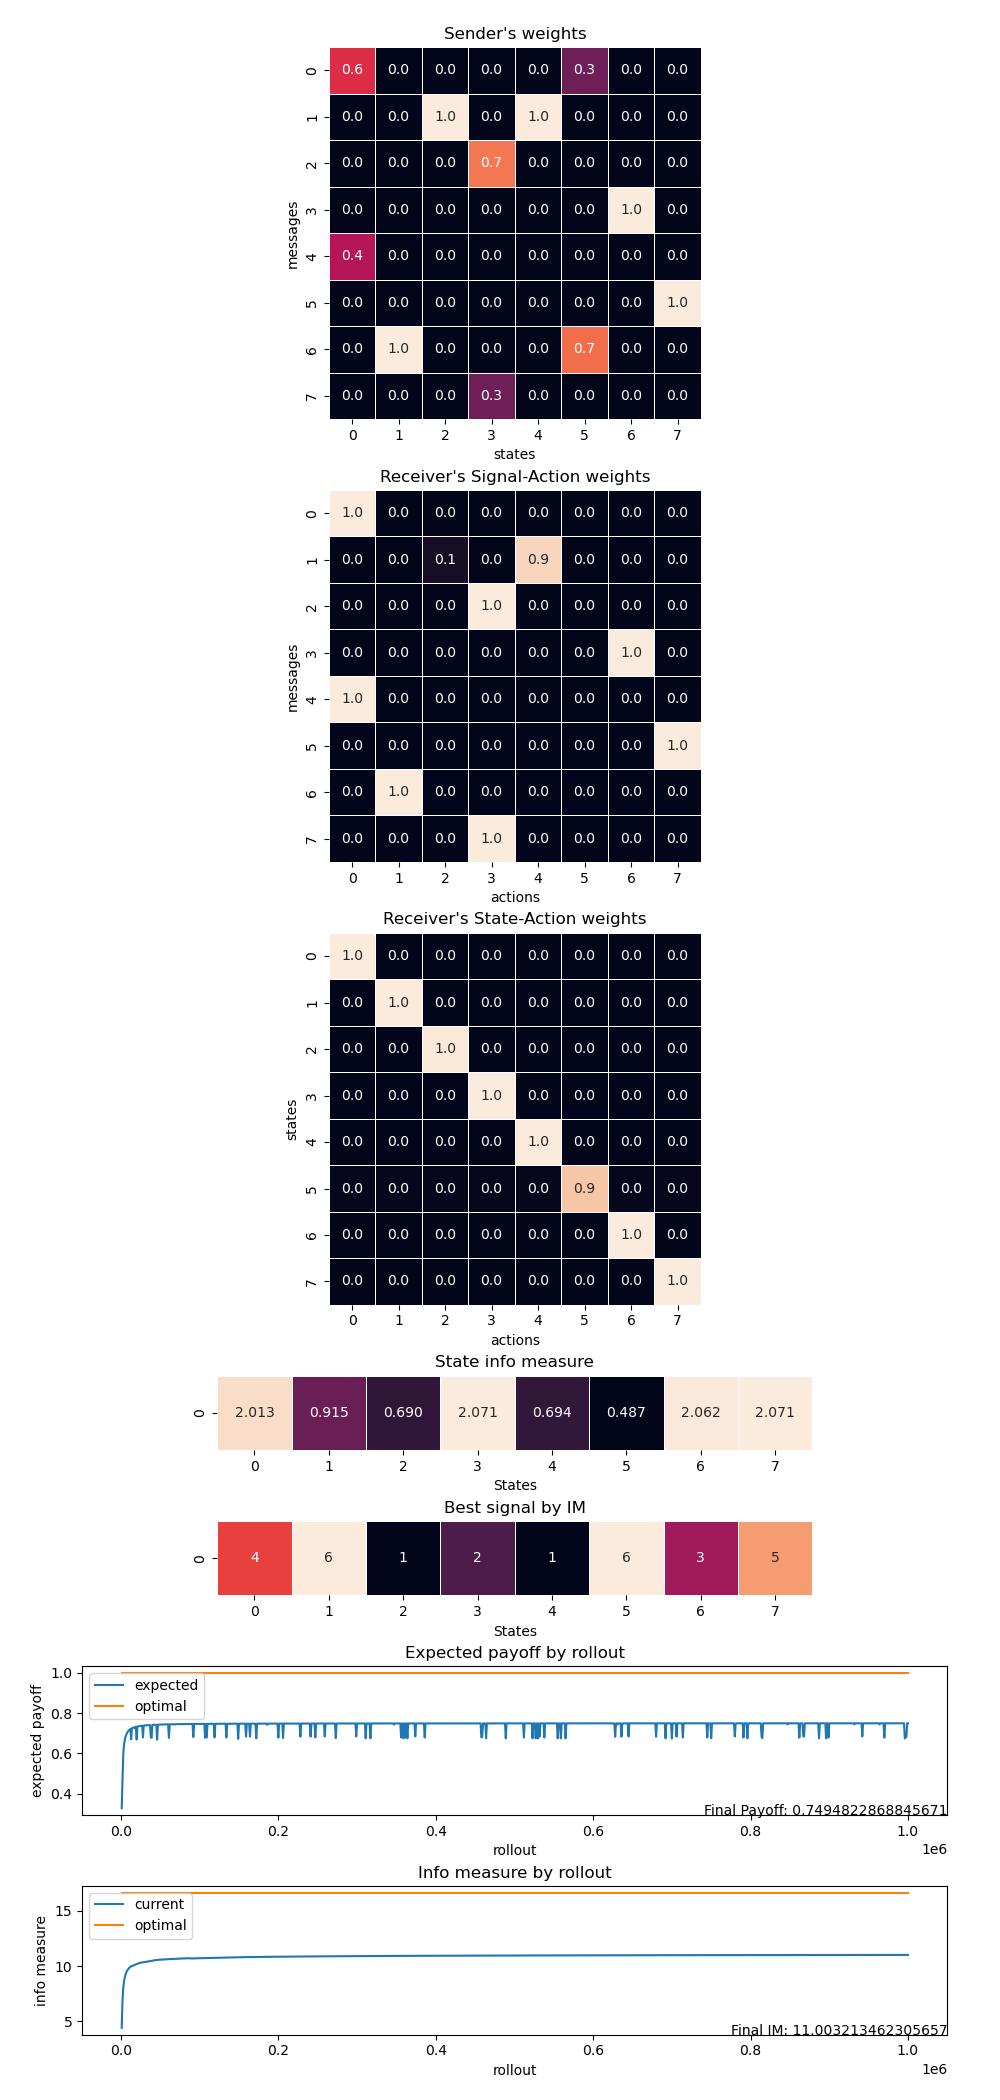 Sender's weights
0 0.6 0.0 0.0 0.0 0.0 0.3 0.0 0.0
1 0.0 0.0 1.0 0.0 1.0 0.0 0.0 0.0
2 0.0 0.0 0.0 0.7 0.0 0.0 0.0 0.0
3 0.0 0.0 0.0 0.0 0.0 0.0 1.0 0.0
messages
4 0.4 0.0 0.0 0.0 0.0 0.0 0.0 0.0
5 0.0 0.0 0.0 0.0 0.0 0.0 0.0 1.0
6 0.0 1.0 0.0 0.0 0.0 0.7 0.0 0.0
7 0.0 0.0 0.0 0.3 0.0 0.0 0.0 0.0
0 1 2 3 4 5 6 7
states
Receiver's Signal-Action weights
0 1.0 0.0 0.0 0.0 0.0 0.0 0.0 0.0
1 0.0 0.0 0.1 0.0 0.9 0.0 0.0 0.0
2 0.0 0.0 0.0 1.0 0.0 0.0 0.0 0.0
3 0.0 0.0 0.0 0.0 0.0 0.0 1.0 0.0
messages
4 1.0 0.0 0.0 0.0 0.0 0.0 0.0 0.0
5 0.0 0.0 0.0 0.0 0.0 0.0 0.0 1.0
6 0.0 1.0 0.0 0.0 0.0 0.0 0.0 0.0
7 0.0 0.0 0.0 1.0 0.0 0.0 0.0 0.0
0 1 2 3 4 5 6 7
actions
Receiver's State-Action weights
0 1.0 0.0 0.0 0.0 0.0 0.0 0.0 0.0
1 0.0 1.0 0.0 0.0 0.0 0.0 0.0 0.0
2 0.0 0.0 1.0 0.0 0.0 0.0 0.0 0.0
3 0.0 0.0 0.0 1.0 0.0 0.0 0.0 0.0
states
4 0.0 0.0 0.0 0.0 1.0 0.0 0.0 0.0
5 0.0 0.0 0.0 0.0 0.0 0.9 0.0 0.0
6 0.0 0.0 0.0 0.0 0.0 0.0 1.0 0.0
7 0.0 0.0 0.0 0.0 0.0 0.0 0.0 1.0
0 1 2 3 4 5 6 7
actions
State info measure
0 2.013 0.915 0.690 2.071 0.694 0.487 2.062 2.071
0 1 2 3 4 5 6 7
States
Best signal by IM
0 4 6 1 2 1 6 3 5
0 1 2 3 4 5 6 7
States
Expected payoff by rollout
expected payoff
1.0
0.8
0.6
0.4
expected
optimal
Final Payoff: 0.7494822868845671
0.0 0.2 0.4 0.6 0.8 1.0
rollout
1e6
Info measure by rollout
info measure
15
10
5
current
optimal
Final IM: 11.003213462305657
0.0 0.2 0.4 0.6 0.8 1.0
rollout
1e6